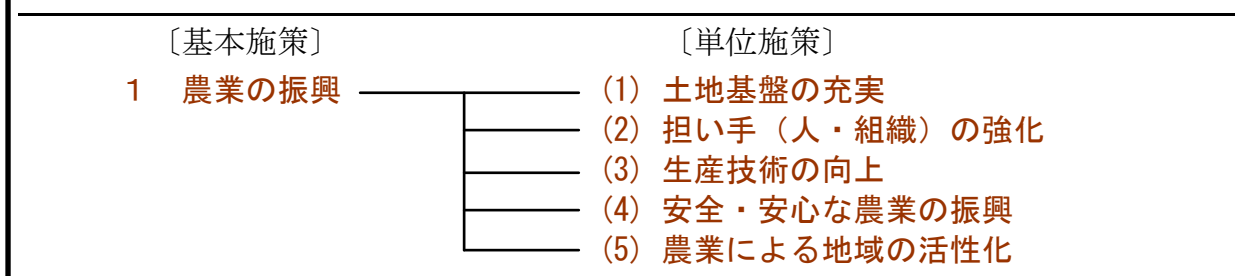 〔基本施策〕 〔単位施策〕
１ 農業の振興 (1) 土地基盤の充実
(2) 担い手（人・組織）の強化
(3) 生産技術の向上
(4) 安全・安心な農業の振興
(5) 農業による地域の活性化